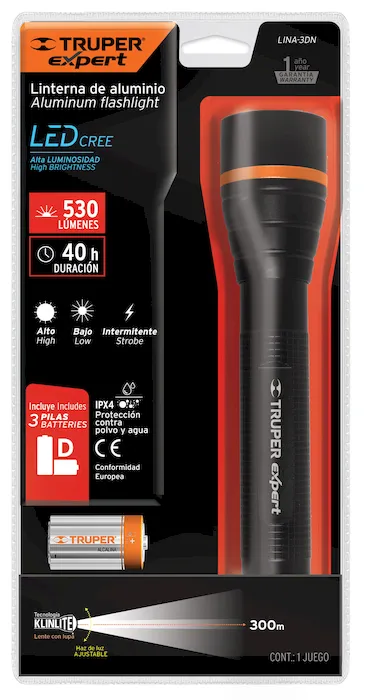 TRUPER®
expert
LINA-3DN
1 año
year
GARANTÍA
WARRANTY
Linterna de aluminio
Aluminum flashlight
LED CREE
Alta LUMINOSIDAD
High BRIGHTNESS
530
LÚMENES
40 h
DURACIÓN
Alto
High
Bajo
Low
Intermitente
Strobe
Incluye Includes
3 PILAS
BATTERIES
D
IPX4
Protección
contra
polvo y agua
CE
Conformidad
Europea
TRUPER expert
TRUPER®
ALCALINA
Tecnología
KLINLITE
Lente con lupa
Haz de luz
AJUSTABLE
300m
CONT.: 1 JUEGO